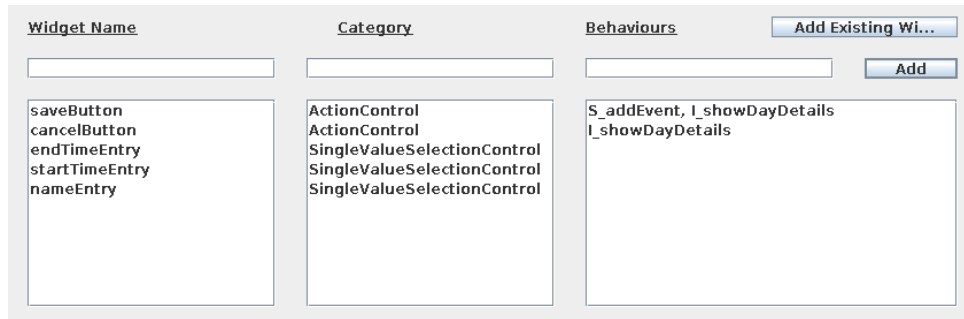 Widget Name Category Behaviours Add Existing Wi...
Add
saveButton ActionControl S_addEvent, I_showDayDetails
cancelButton ActionControl I_showDayDetails
endTimeEntry SingleValueSelectionControl
startTimeEntry SingleValueSelectionControl
nameEntry SingleValueSelectionControl